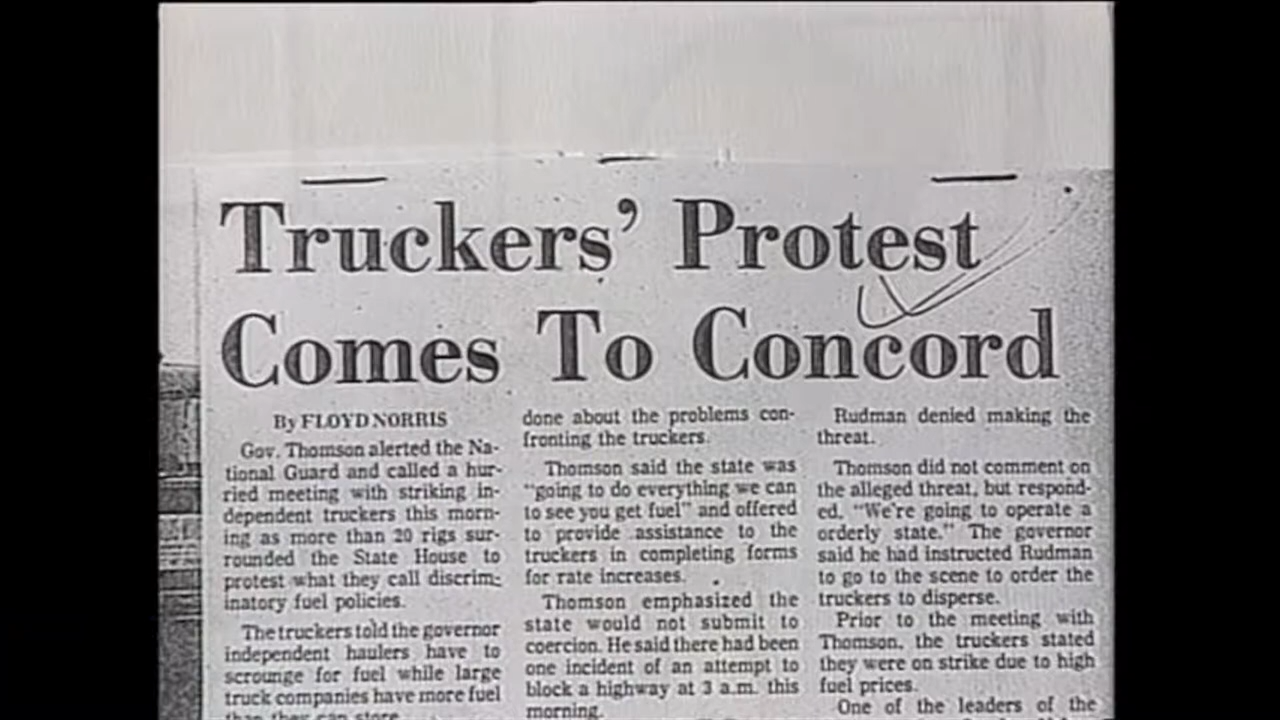 Truckers’ Protest
Comes To Concord
By FLOYD NORRIS
Gov. Thomson alerted the Na-
tional Guard and called a hur-
ried meeting with striking in-
dependent truckers this morn-
ing as more than 20 rigs sur-
rounded the State House to
protest what they call discrim-
inatory fuel policies.
The truckers told the governor
independent haulers have to
scrounge for fuel while large
truck companies have more fuel
than they can store.
done about the problems con-
fronting the truckers.
Thomson said the state was
"going to do everything we can
to see you get fuel" and offered
to provide assistance to the
truckers in completing forms
for rate increases.
Thomson emphasized the
state would not submit to
coercion. He said there had been
one incident of an attempt to
block a highway at 3 a.m. this
morning.
Rudman denied making the
threat.
Thomson did not comment on
the alleged threat, but respond-
ed, "We're going to operate a
orderly state." The governor
said he had instructed Rudman
to go to the scene to order the
truckers to disperse.
Prior to the meeting with
Thomson, the truckers stated
they were on strike due to high
fuel prices.
One of the leaders of the